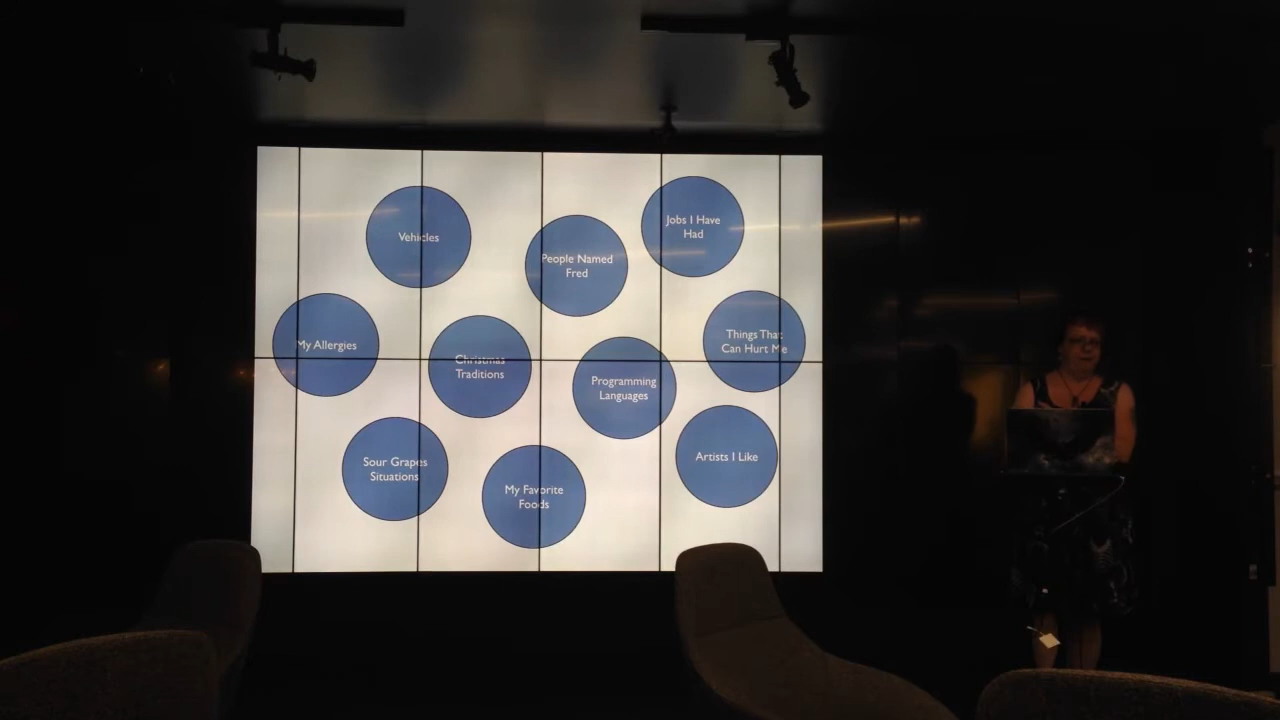 Vehicles
People Named
Fred
Jobs I Have
Had
My Allergies
Christmas
Traditions
Programming
Languages
Things That
Can Hurt Me
Sour Grapes
Situations
My Favorite
Foods
Artists I Like